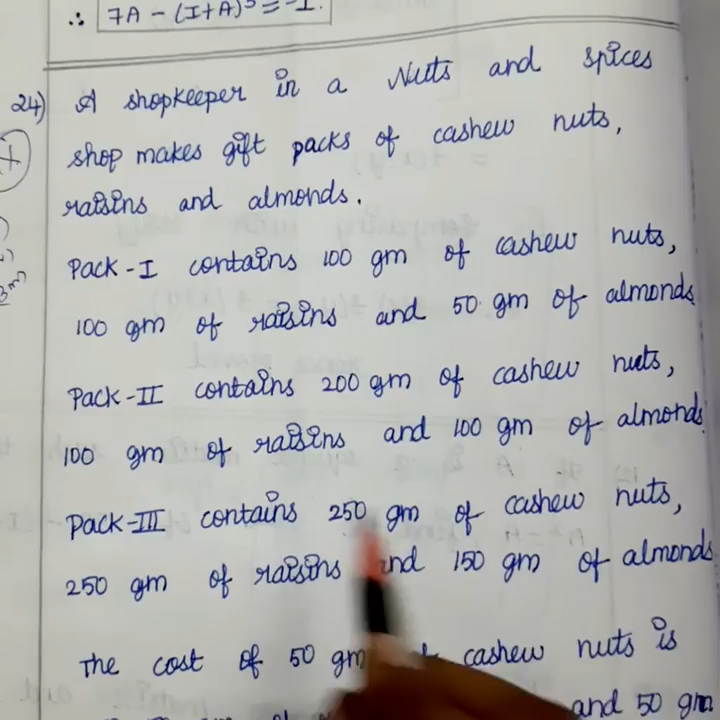 ∴ 7A - (I+A)³ = -I.
24) A shopkeeper in a Nuts and spices
shop makes gift packs of cashew nuts,
raisins and almonds.
Pack-I contains 100 gm of cashew nuts,
100 gm of raisins and 50 gm of almonds
Pack-II contains 200 gm of cashew nuts,
100 gm of raisins and 100 gm of almonds
Pack-III contains 250 gm of cashew nuts,
250 gm of raisins and 150 gm of almonds
The cost of 50 gm cashew nuts is
and 50 gm